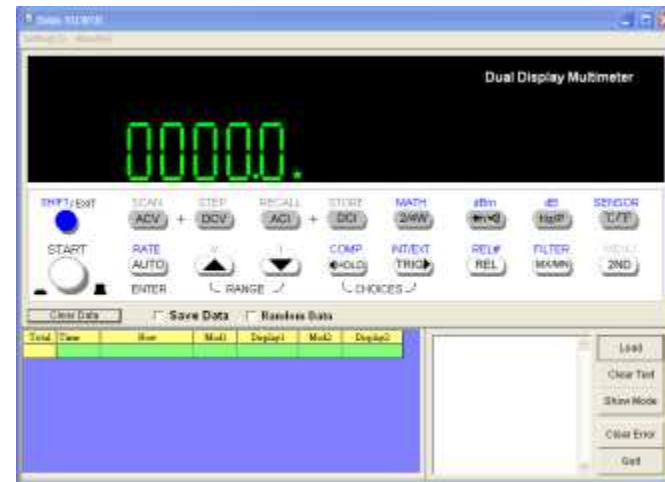 Dual Display Multimeter
0000.0.
SHIFT/EXIT SCAN STEP RECALL STORE MATH dBm dB SENSOR
ACV + DCV ACI + DCI 2/4W Hz/P °C/°F
START RATE COMP INT/EXT REL# FILTER MENU
AUTO HOLD TRIG REL MX/MN 2ND
ENTER RANGE CHOICES
Clear Data Save Data Random Data
Total Time Mod1 Display1 Mod2 Display2
Load
Clear Text
Show Mode
Clear Error
Quit